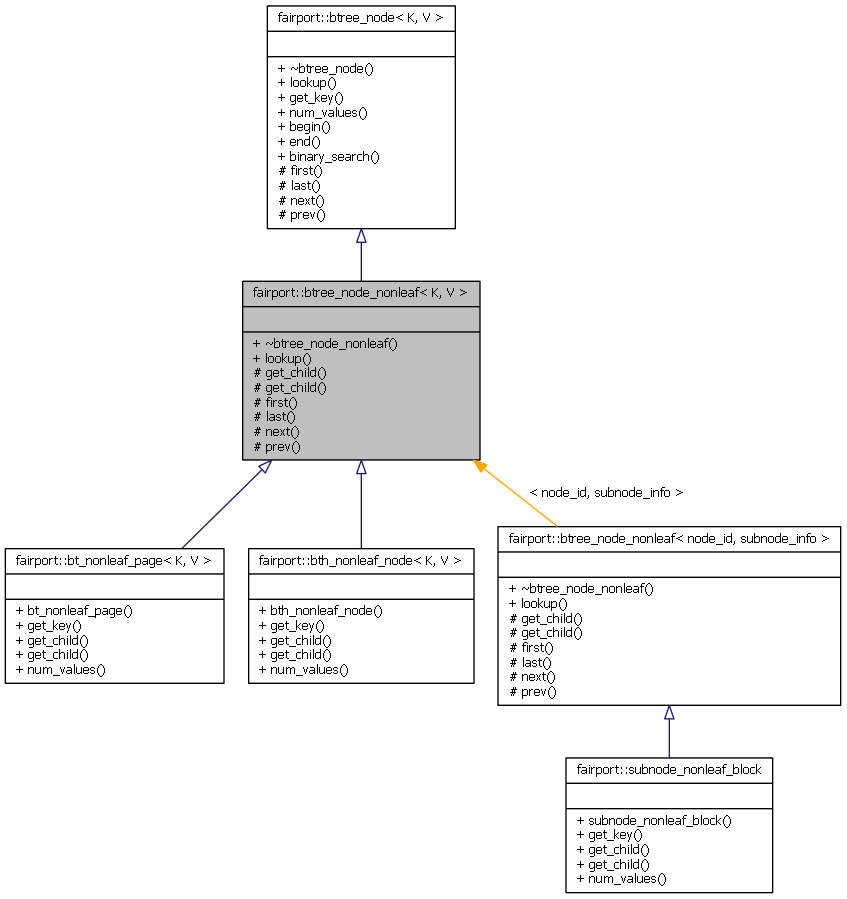 fairport::btree_node< K, V >
+ ~btree_node()
+ lookup()
+ get_key()
+ num_values()
+ begin()
+ end()
+ binary_search()
# first()
# last()
# next()
# prev()
fairport::btree_node_nonleaf< K, V >
+ ~btree_node_nonleaf()
+ lookup()
# get_child()
# get_child()
# first()
# last()
# next()
# prev()
< node_id, subnode_info >
fairport::bt_nonleaf_page< K, V >
+ bt_nonleaf_page()
+ get_key()
+ get_child()
+ get_child()
+ num_values()
fairport::bth_nonleaf_node< K, V >
+ bth_nonleaf_node()
+ get_key()
+ get_child()
+ get_child()
+ num_values()
fairport::btree_node_nonleaf< node_id, subnode_info >
+ ~btree_node_nonleaf()
+ lookup()
# get_child()
# get_child()
# first()
# last()
# next()
# prev()
fairport::subnode_nonleaf_block
+ subnode_nonleaf_block()
+ get_key()
+ get_child()
+ get_child()
+ num_values()